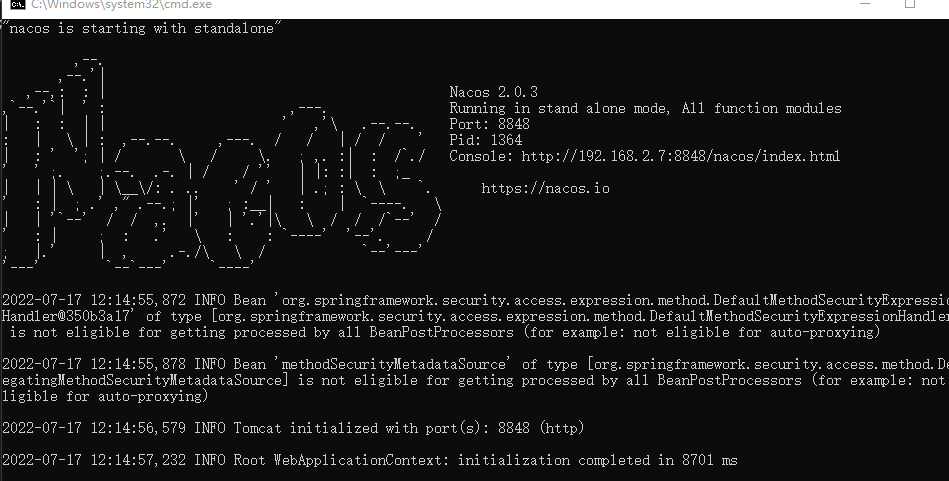 C:\Windows\system32\cmd.exe
"nacos is starting with standalone"
Nacos 2.0.3
Running in stand alone mode, All function modules
Port: 8848
Pid: 1364
Console: http://192.168.2.7:8848/nacos/index.html
https://nacos.io
2022-07-17 12:14:55,872 INFO Bean 'org.springframework.security.access.expression.method.DefaultMethodSecurityExpressio
Handler@350b3a17' of type [org.springframework.security.access.expression.method.DefaultMethodSecurityExpressionHandler
is not eligible for getting processed by all BeanPostProcessors (for example: not eligible for auto-proxying)
2022-07-17 12:14:55,878 INFO Bean 'methodSecurityMetadataSource' of type [org.springframework.security.access.method.De
egatingMethodSecurityMetadataSource] is not eligible for getting processed by all BeanPostProcessors (for example: not
ligible for auto-proxying)
2022-07-17 12:14:56,579 INFO Tomcat initialized with port(s): 8848 (http)
2022-07-17 12:14:57,232 INFO Root WebApplicationContext: initialization completed in 8701 ms